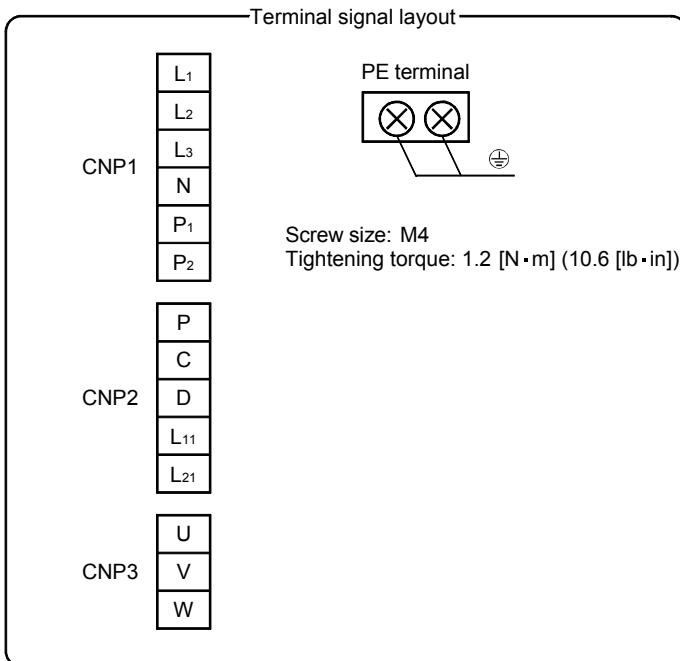 Terminal signal layout
PE terminal
CNP1
L1
L2
L3
N
P1
P2
Screw size: M4
Tightening torque: 1.2 [N·m] (10.6 [lb·in])
CNP2
P
C
D
L11
L21
CNP3
U
V
W